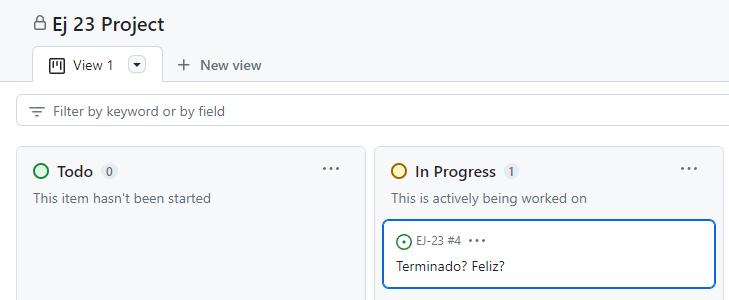 Ej 23 Project
View 1
New view
Filter by keyword or by field
Todo 0
This item hasn't been started
In Progress 1
This is actively being worked on
EJ-23 #4
Terminado? Feliz?